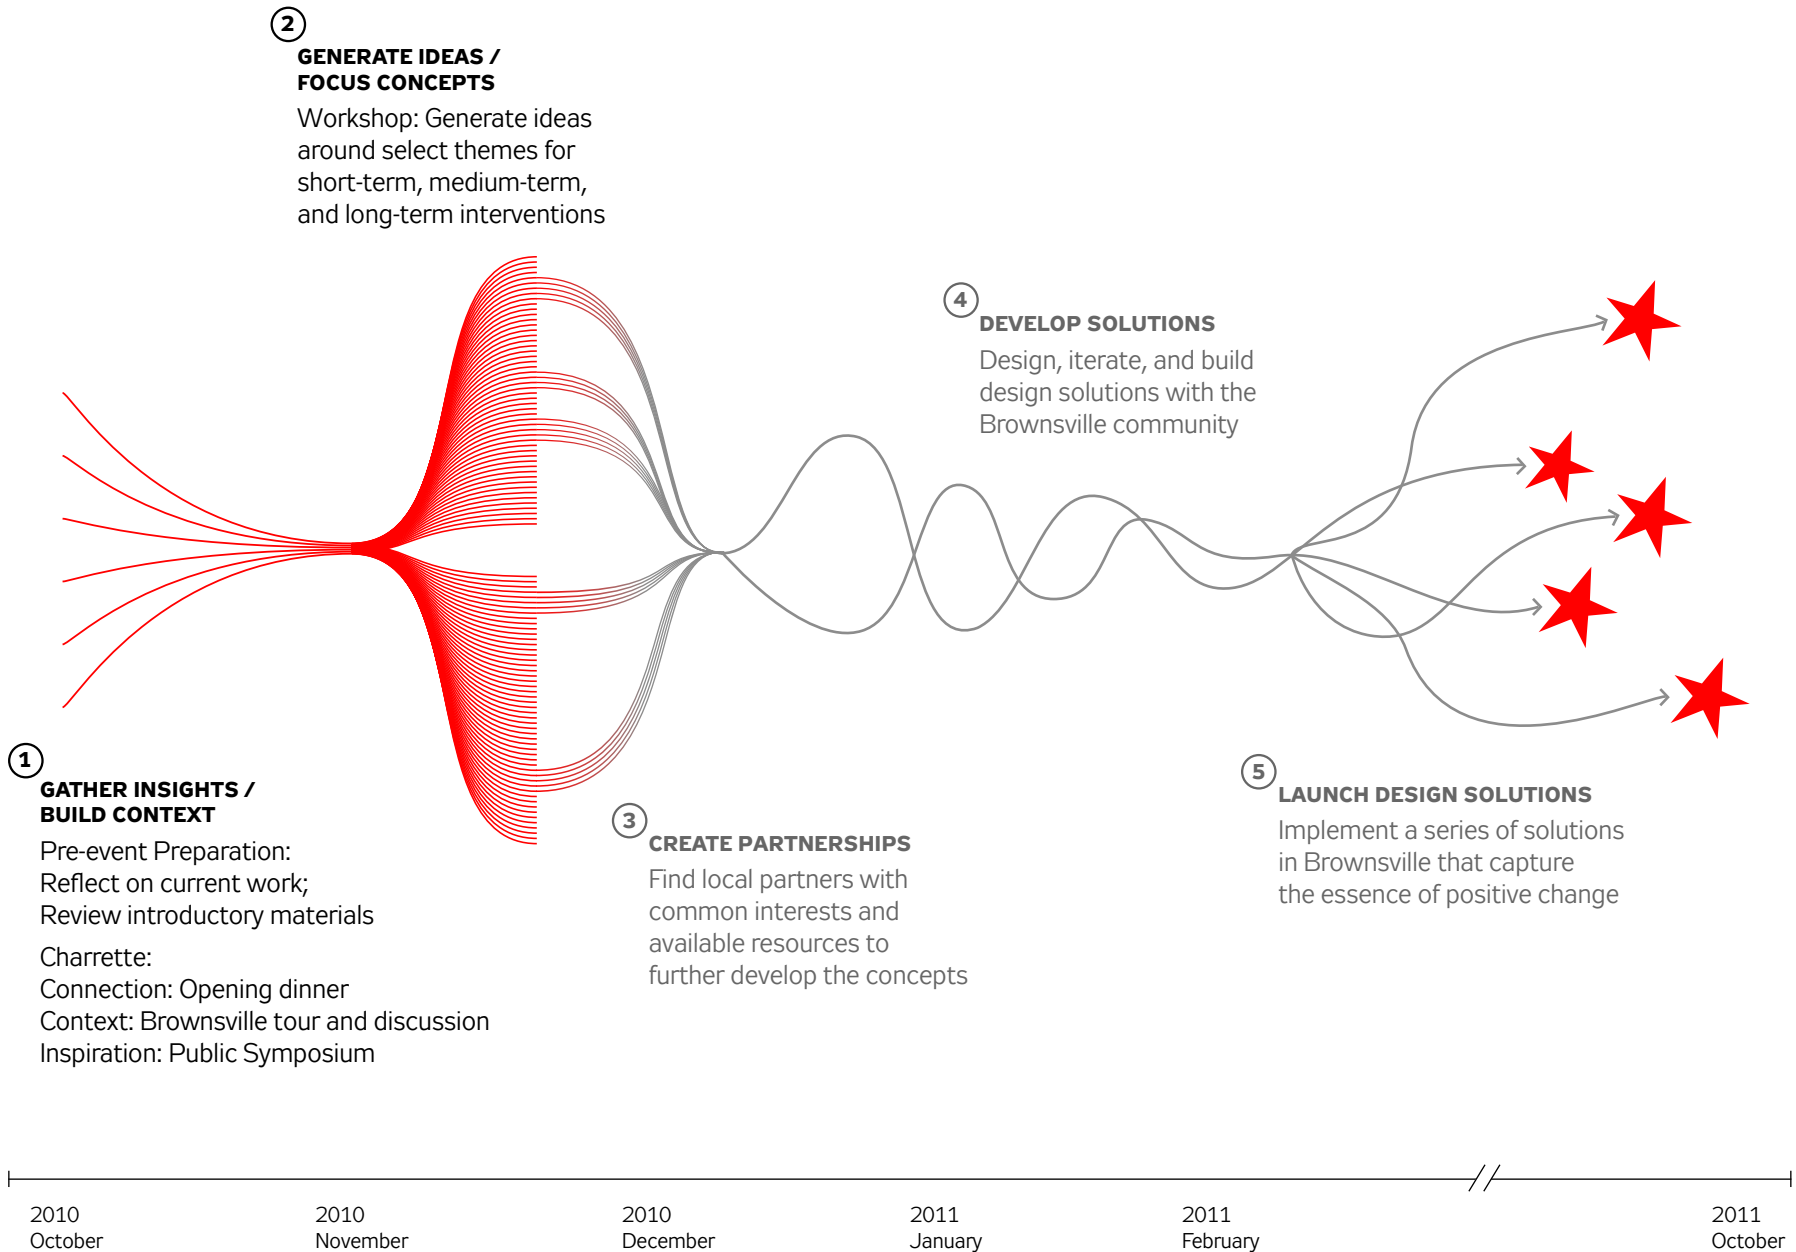 2
GENERATE IDEAS /
FOCUS CONCEPTS
Workshop: Generate ideas
around select themes for
short-term, medium-term,
and long-term interventions
4
DEVELOP SOLUTIONS
Design, iterate, and build
design solutions with the
Brownsville community
1
GATHER INSIGHTS /
BUILD CONTEXT
Pre-event Preparation:
Reflect on current work;
Review introductory materials
Charrette:
Connection: Opening dinner
Context: Brownsville tour and discussion
Inspiration: Public Symposium
3
CREATE PARTNERSHIPS
Find local partners with
common interests and
available resources to
further develop the concepts
5
LAUNCH DESIGN SOLUTIONS
Implement a series of solutions
in Brownsville that capture
the essence of positive change
2010
October
2010
November
2010
December
2011
January
2011
February
2011
October